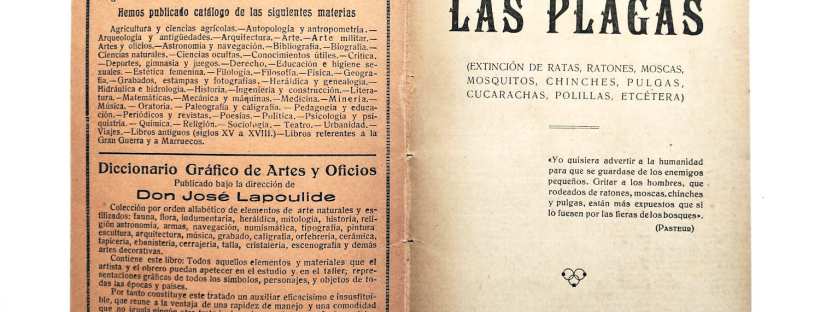 Hemos publicado catálogo de las siguientes materias
Agricultura y ciencias agrícolas.—Antopología y antropometría.—
Arqueología y antigüedades.—Arquitectura.—Arte.—Arte militar.—
Artes y oficios.—Astronomía y navegación.—Bibliografía.—Biografía.—
Ciencias naturales.—Ciencias ocultas.—Conocimientos útiles.—Crítica.
—Deportes, gimnasia y juegos.—Derecho.—Educación e higiene se-
xuales.—Estética femenina.—Filología.—Filosofía.—Física.—Geogra-
fía.—Grabados, estampas y fotografías.—Heráldica y genealogía.—
Hidráulica e hidrología.—Historia.—Ingeniería y construcción.—Litera-
tura.—Matemáticas.—Mecánica y máquinas.—Medicina.—Minería.—
Música.—Oratoria.—Paleografía y caligrafía.—Pedagogía y educa-
ción.—Periódicos y revistas.—Poesías.—Política.—Psicología y psi-
quiatría.—Química.—Religión.—Sociología.—Teatro.—Urbanidad.—
Viajes.—Libros antiguos (siglos XV a XVIII.)—Libros referentes a la
Gran Guerra y a Marruecos.
Diccionario Gráfico de Artes y Oficios
Publicado bajo la dirección de
Don José Lapoulide
Colección por orden alfabético de elementos de arte naturales y es-
tilizados: fauna, flora, indumentaria, heráldica, mitología, historia, reli-
gión astronomía, armas, navegación, numismática, tipografía, pintura
escultura, arquitectura, música, grabado, caligrafía, orfebrería, cerámica,
tapicería, ebanistería, cerrajería, talla, cristalería, escenografía y demás
artes decorativas.
Contiene este libro: Todos aquellos elementos y materiales que el
artista y el obrero puedan apetecer en el estudio y en el taller; repre-
sentaciones gráficas de todos los símbolos, personajes, y objetos de to-
das las épocas y países.
Por tanto constituye este tratado un auxiliar eficacísimo e insustitui-
ble, que reune a la ventaja de una rapidez de manejo y una comodidad
LAS PLAGAS
(EXTINCIÓN DE RATAS, RATONES, MOSCAS,
MOSQUITOS, CHINCHES, PULGAS,
CUCARACHAS, POLILLAS, ETCÉTERA)
«Yo quisiera advertir a la humanidad
para que se guardase de los enemigos
pequeños. Gritar a los hombres, que
rodeados de ratones, moscas, chinches
y pulgas, están más expuestos que si
lo fuesen por las fieras de los bosques».
(PASTEUR)